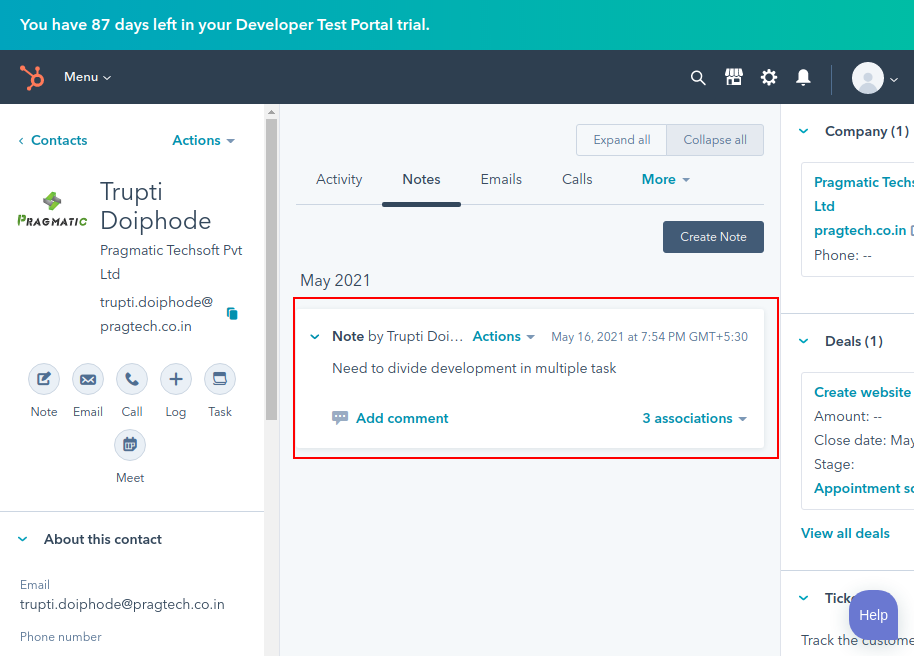 You have 87 days left in your Developer Test Portal trial.
Menu
Contacts
Actions
PRAGMATIC
Trupti
Doiphode
Pragmatic Techsoft Pvt
Ltd
trupti.doiphode@
pragtech.co.in
Note Email Call Log Task
Meet
About this contact
Email
trupti.doiphode@pragtech.co.in
Phone number
Expand all Collapse all
Activity Notes Emails Calls More
Create Note
May 2021
Note by Trupti Doi... Actions May 16, 2021 at 7:54 PM GMT+5:30
Need to divide development in multiple task
Add comment 3 associations
Company (1)
Pragmatic Techs
Ltd
pragtech.co.in
Phone: --
Deals (1)
Create website
Amount: --
Close date: May
Stage:
Appointment sc
View all deals
Ticke
Help
Track the custome